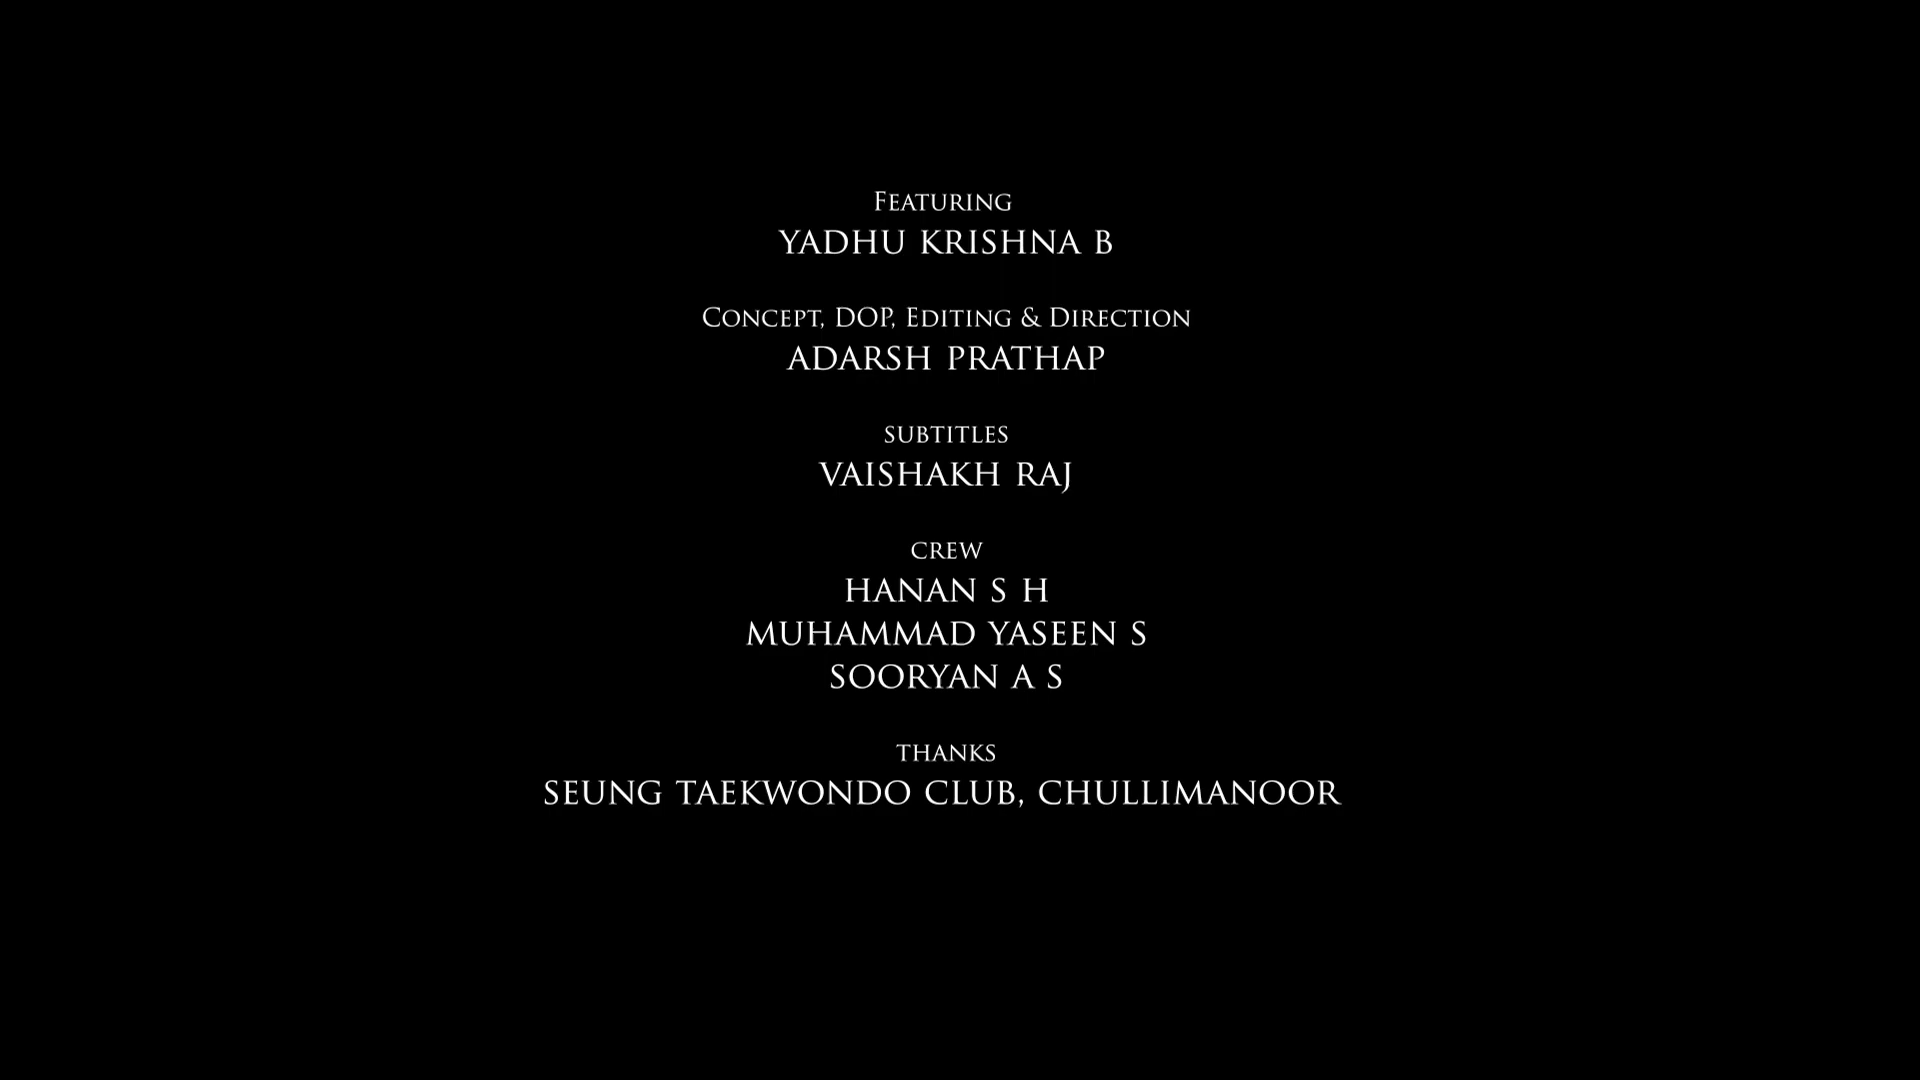 Featuring
YADHU KRISHNA B
Concept, DOP, Editing & Direction
ADARSH PRATHAP
SUBTITLES
VAISHAKH RAJ
CREW
HANAN S H
MUHAMMAD YASEEN S
SOORYAN A S
THANKS
SEUNG TAEKWONDO CLUB, CHULLIMANOOR